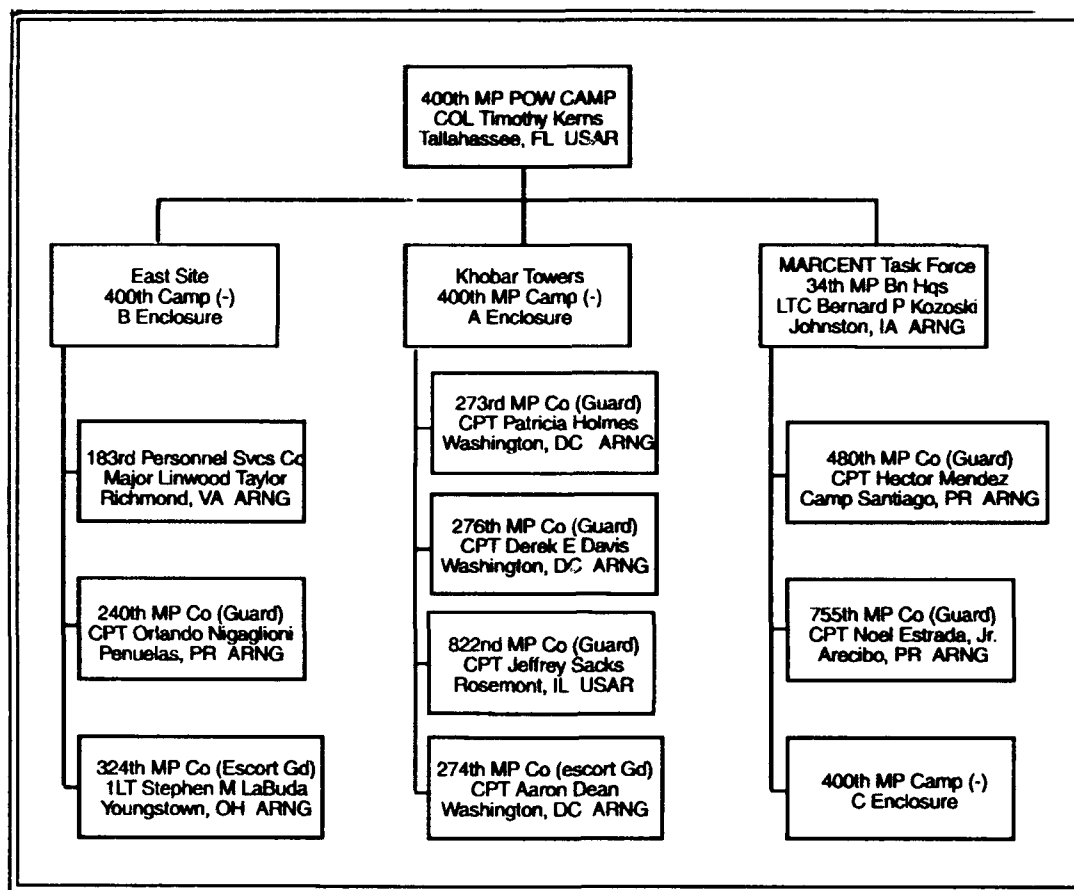 400th MP POW CAMP
COL Timothy Kerns
Tallahassee, FL USAR
East Site
400th Camp (-)
B Enclosure
183rd Personnel Svcs Co
Major Linwood Taylor
Richmond, VA ARNG
240th MP Co (Guard)
CPT Orlando Nigaglioni
Penuelas, PR ARNG
324th MP Co (Escort Gd)
1LT Stephen M LaBuda
Youngstown, OH ARNG
Khobar Towers
400th MP Camp (-)
A Enclosure
273rd MP Co (Guard)
CPT Patricia Holmes
Washington, DC ARNG
276th MP Co (Guard)
CPT Derek E Davis
Washington, DC ARNG
822nd MP Co (Guard)
CPT Jeffrey Sacks
Rosemont, IL USAR
274th MP Co (escort Gd)
CPT Aaron Dean
Washington, DC ARNG
MARCENT Task Force
34th MP Bn Hqs
LTC Bernard P Kozoski
Johnston, IA ARNG
480th MP Co (Guard)
CPT Hector Mendez
Camp Santiago, PR ARNG
755th MP Co (Guard)
CPT Noel Estrada, Jr.
Arecibo, PR ARNG
400th MP Camp (-)
C Enclosure